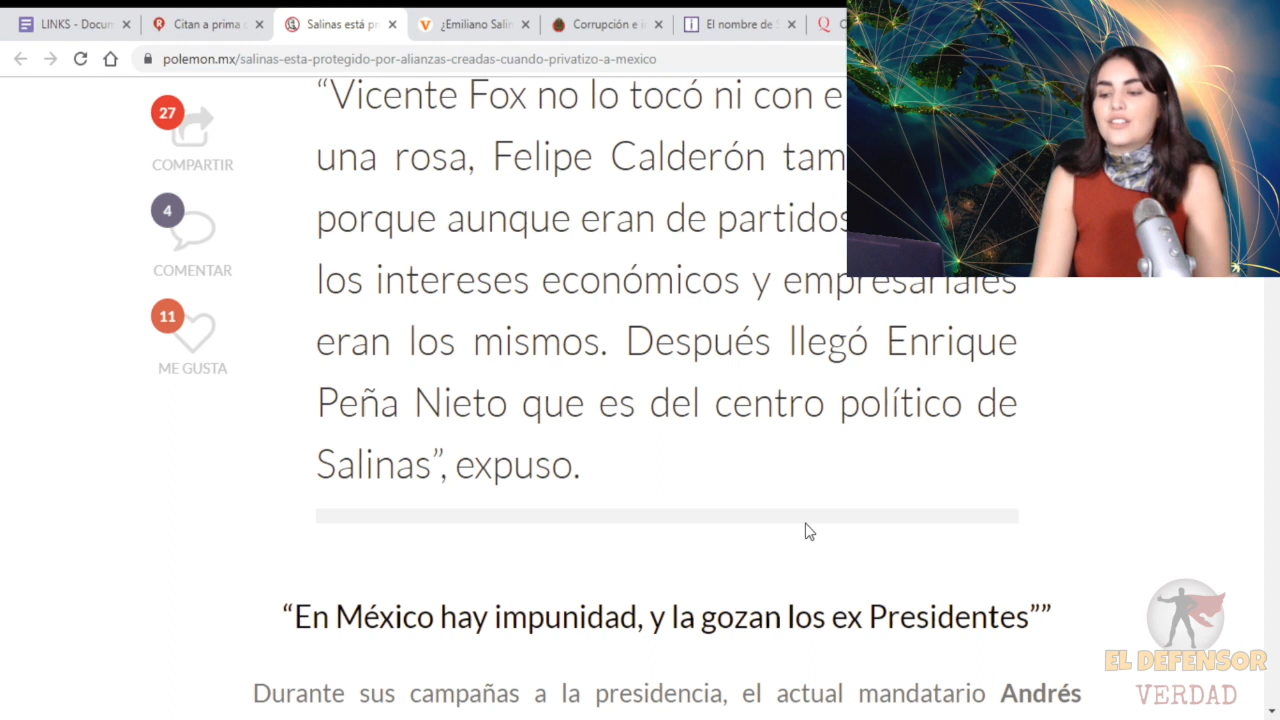 LINKS - Docun
Citan a prima
Salinas está pr
¿Emiliano Salin
Corrupción e i
El nombre de S
polemon.mx/salinas-esta-protegido-por-alianzas-creadas-cuando-privatizo-a-mexico
27
COMPARTIR
4
COMENTAR
11
ME GUSTA
“Vicente Fox no lo tocó ni con e
una rosa, Felipe Calderón tam
porque aunque eran de partidos
los intereses económicos y empresariales
eran los mismos. Después llegó Enrique
Peña Nieto que es del centro político de
Salinas”, expuso.
“En México hay impunidad, y la gozan los ex Presidentes””
Durante sus campañas a la presidencia, el actual mandatario Andrés
EL DEFENSOR
VERDAD